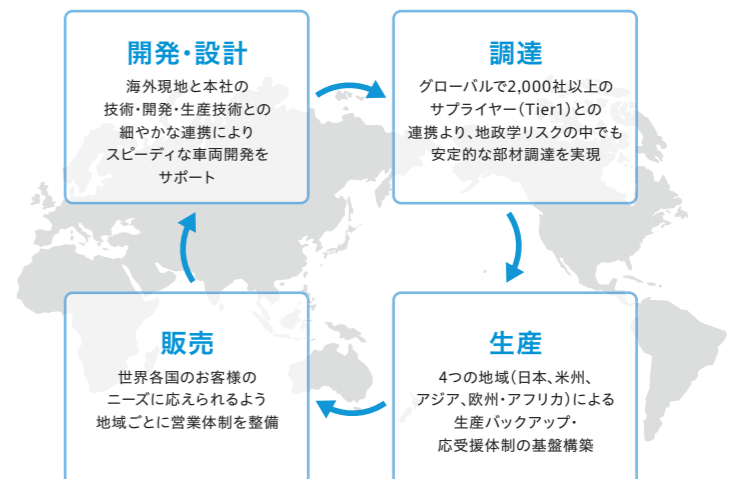 開発・設計
海外現地と本社の
技術・開発・生産技術との
細やかな連携により
スピーディな車両開発を
サポート
調達
グローバルで2,000社以上の
サプライヤー(Tier1)との
連携より、地政学リスクの中でも
安定的な部材調達を実現
販売
世界各国のお客様の
ニーズに応えられるよう
地域ごとに営業体制を整備
生産
4つの地域(日本、米州、
アジア、欧州・アフリカ)による
生産バックアップ・
応受援体制の基盤構築